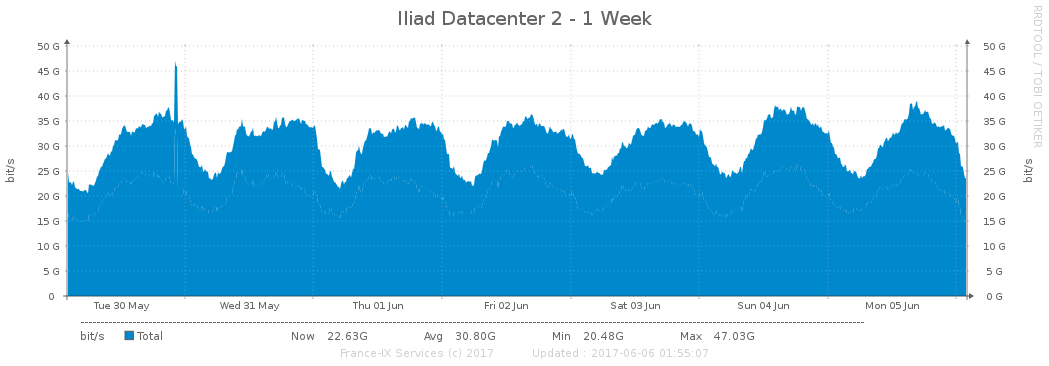 Iliad Datacenter 2 - 1 Week
RRDTOOL / TOBI OETIKER
50 G 50 G
45 G 45 G
40 G 40 G
35 G 35 G
30 G 30 G
25 G 25 G
20 G 20 G
15 G 15 G
10 G 10 G
5 G 5 G
0 0 G
bit/s bit/s
Tue 30 May Wed 31 May Thu 01 Jun Fri 02 Jun Sat 03 Jun Sun 04 Jun Mon 05 Jun
bit/s Total Now 22.63G Avg 30.80G Min 20.48G Max 47.03G
France-IX Services (c) 2017 Updated : 2017-06-06 01:55:07